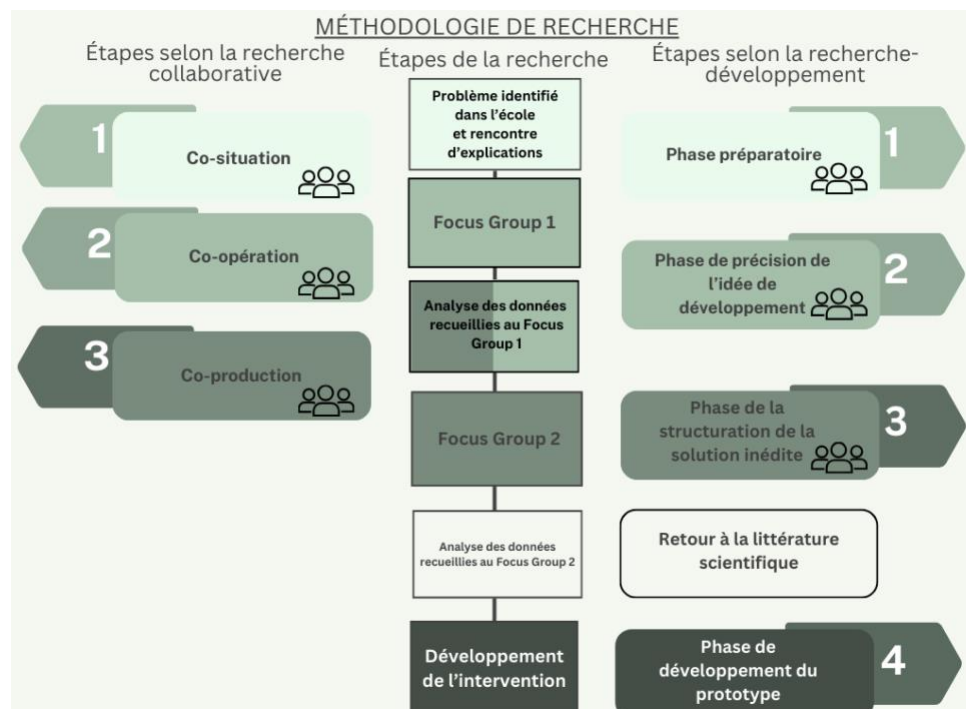 MÉTHODOLOGIE DE RECHERCHE
Étapes selon la recherche
collaborative
1
Co-situation
2
Co-opération
3
Co-production
Étapes de la recherche
Problème identifié
dans l'école
et rencontre
d'explications
Focus Group 1
Analyse des données
recueillies au Focus
Group 1
Focus Group 2
Analyse des données
recueillies au Focus Group 2
Développement
de l'intervention
Étapes selon la recherche-
développement
Phase préparatoire
1
Phase de précision de
l'idée de
développement
2
Phase de la
structuration de la
solution inédite
3
Retour à la littérature
scientifique
Phase de
développement du
prototype
4